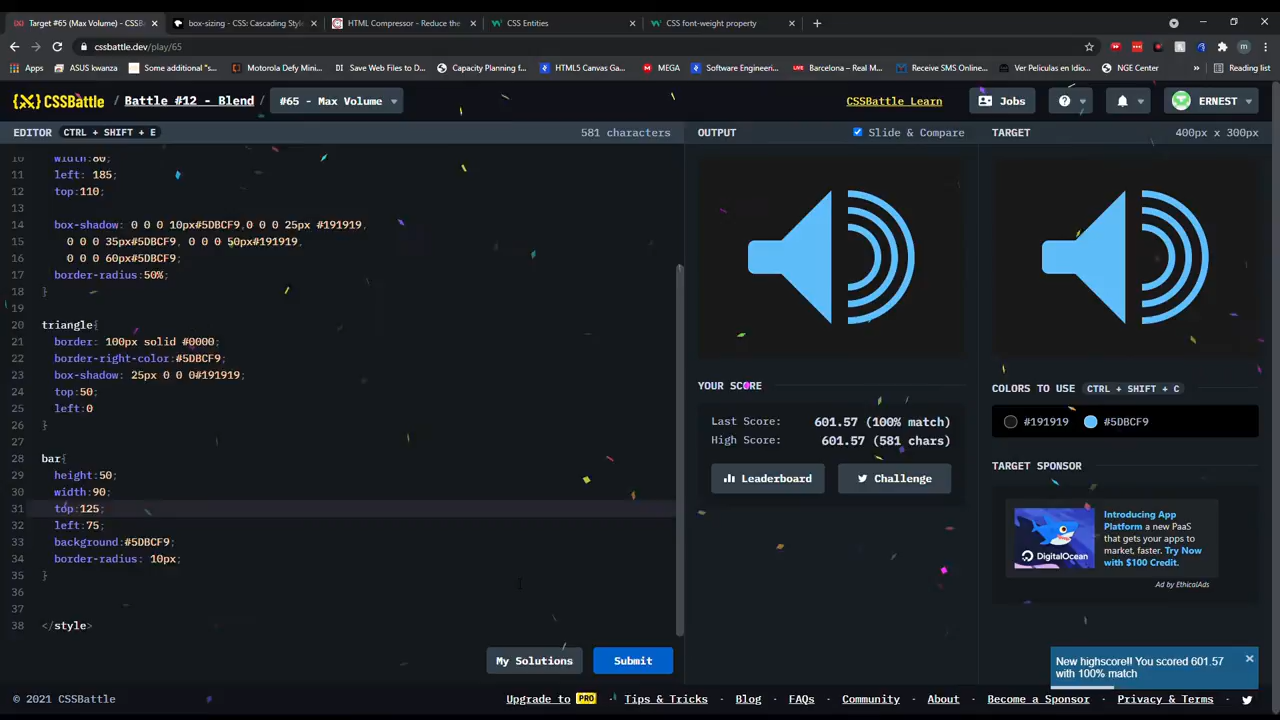 Target #65 (Max Volume) - CSSBa
box-sizing - CSS: Cascading Style
HTML Compressor - Reduce the
CSS Entities
CSS font-weight property
cssbattle.dev/play/65
Apps
ASUS kwanza
Some additional "s...
Motorola Defy Mini...
Save Web Files to D...
Capacity Planning f...
HTML5 Canvas Ga...
MEGA
Software Engineeri...
Barcelona – Real M...
Receive SMS Online...
Ver Peliculas en Idio...
NGE Center
Reading list
CSSBattle / Battle #12 - Blend / #65 - Max Volume
CSSBattle Learn
Jobs
ERNEST
EDITOR CTRL + SHIFT + E 581 characters
OUTPUT Slide & Compare
TARGET 400px x 300px
10 width:80;
11 left: 185;
12 top:110;
13
14 box-shadow: 0 0 0 10px#5DBCF9,0 0 0 25px #191919,
15 0 0 0 35px#5DBCF9, 0 0 0 50px#191919,
16 0 0 0 60px#5DBCF9;
17 border-radius:50%;
18 }
19
20 triangle{
21 border: 100px solid #0000;
22 border-right-color:#5DBCF9;
23 box-shadow: 25px 0 0 0#191919;
24 top:50;
25 left:0
26 }
27
28 bar{
29 height:50;
30 width:90;
31 top:125;
32 left:75;
33 background:#5DBCF9;
34 border-radius: 10px;
35 }
36
37
38 </style>
YOUR SCORE
Last Score: 601.57 (100% match)
High Score: 601.57 (581 chars)
Leaderboard
Challenge
COLORS TO USE CTRL + SHIFT + C
#191919 #5DBCF9
TARGET SPONSOR
DigitalOcean
Introducing App
Platform a new PaaS
that gets your apps to
market, faster. Try Now
with $100 Credit.
Ad by EthicalAds
My Solutions
Submit
New highscore!! You scored 601.57
with 100% match
© 2021 CSSBattle
Upgrade to PRO
Tips & Tricks
Blog
FAQs
Community
About
Become a Sponsor
Privacy & Terms